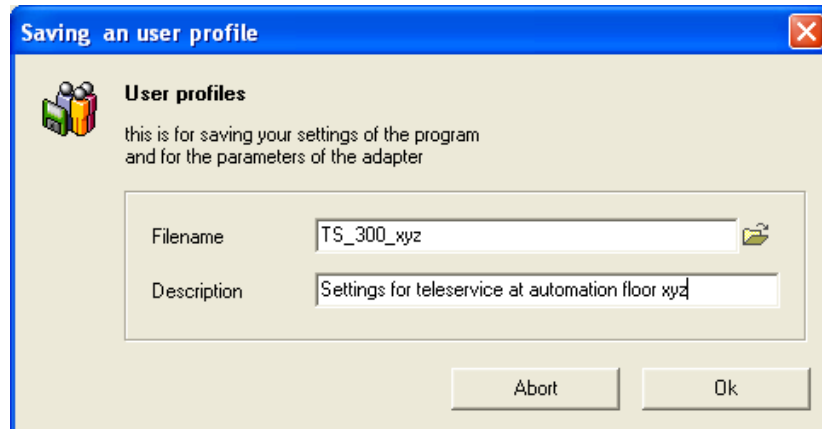 Saving an user profile
User profiles
this is for saving your settings of the program
and for the parameters of the adapter
Filename TS_300_xyz
Description Settings for teleservice at automation floor xyz
Abort Ok